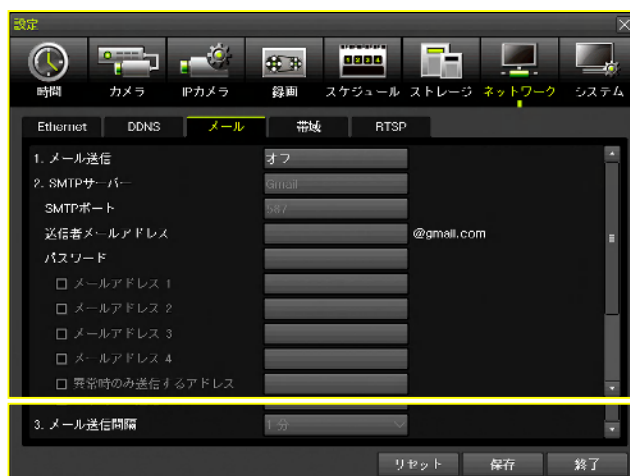 設定
時間 カメラ IPカメラ 録画 スケジュール ストレージ ネットワーク システム
Ethernet DDNS メール 帯域 RTSP
1. メール送信 オフ
2. SMTPサーバー Gmail
SMTPポート 587
送信者メールアドレス @gmail.com
パスワード
メールアドレス 1
メールアドレス 2
メールアドレス 3
メールアドレス 4
異常時のみ送信するアドレス
3. メール送信間隔 1 分
リセット 保存 終了